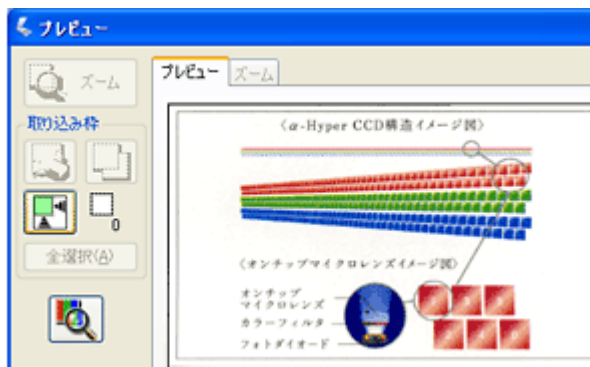 プレビュー
ズーム
プレビュー
ズーム
取り込み枠
0
全選択(A)
〈α-Hyper CCD構造イメージ図〉
〈オンチップマイクロレンズイメージ図〉
オンチップ
マイクロレンズ
カラーフィルタ
フォトダイオード